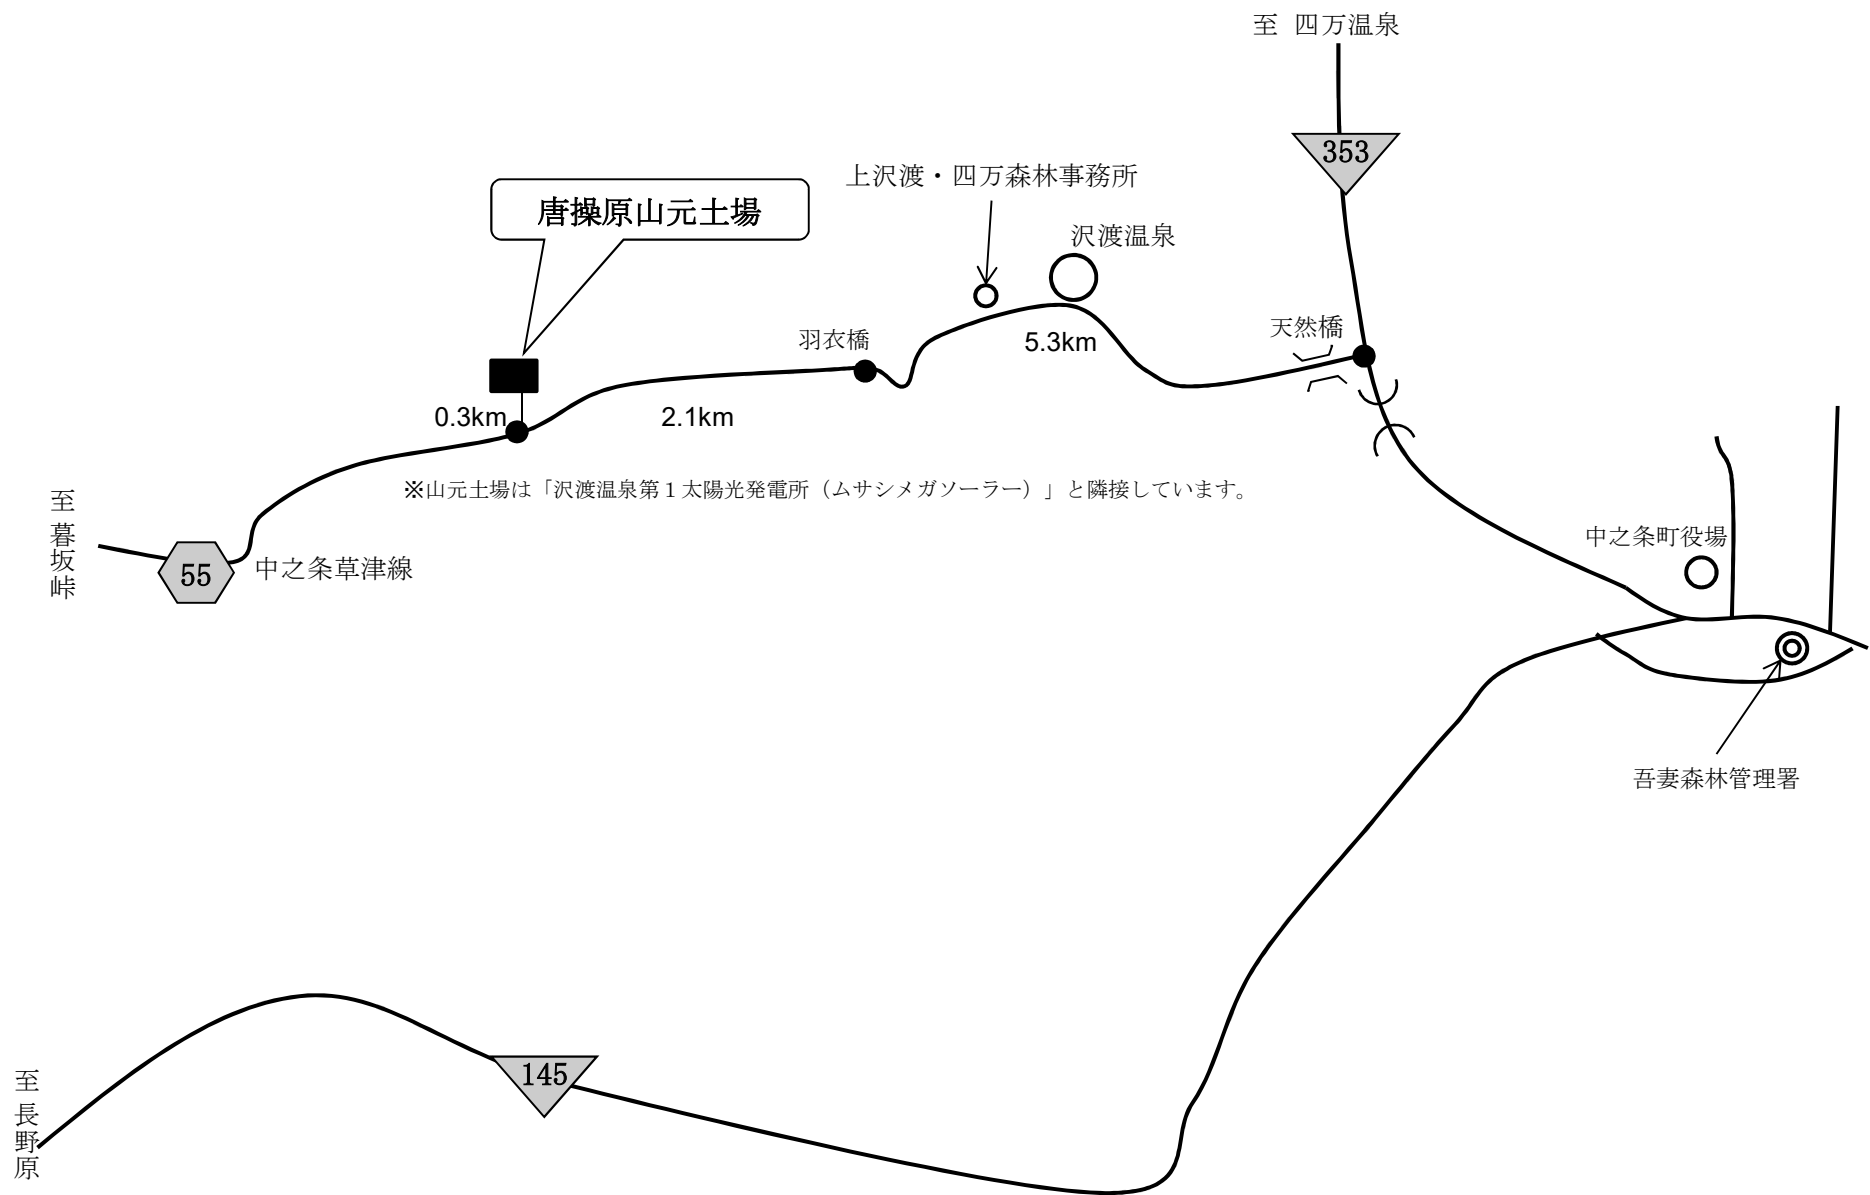 至 四万温泉
353
上沢渡・四万森林事務所
唐操原山元土場
沢渡温泉
天然橋
羽衣橋
5.3km
0.3km
2.1km
※山元土場は「沢渡温泉第１太陽光発電所（ムサシメガソーラー）」と隣接しています。
至 暮坂峠
55
中之条草津線
中之条町役場
吾妻森林管理署
145
至 長野原